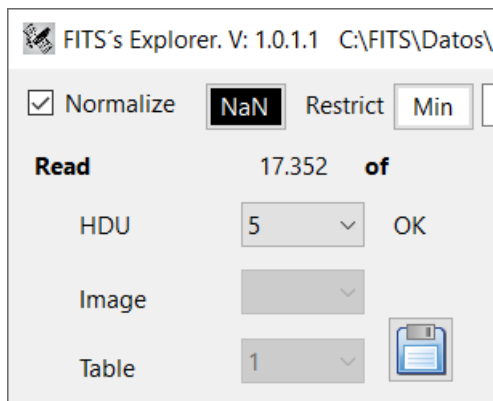 FITS´s Explorer. V: 1.0.1.1 C:\FITS\Datos\
Normalize NaN Restrict Min
Read 17.352 of
HDU 5 OK
Image
Table 1